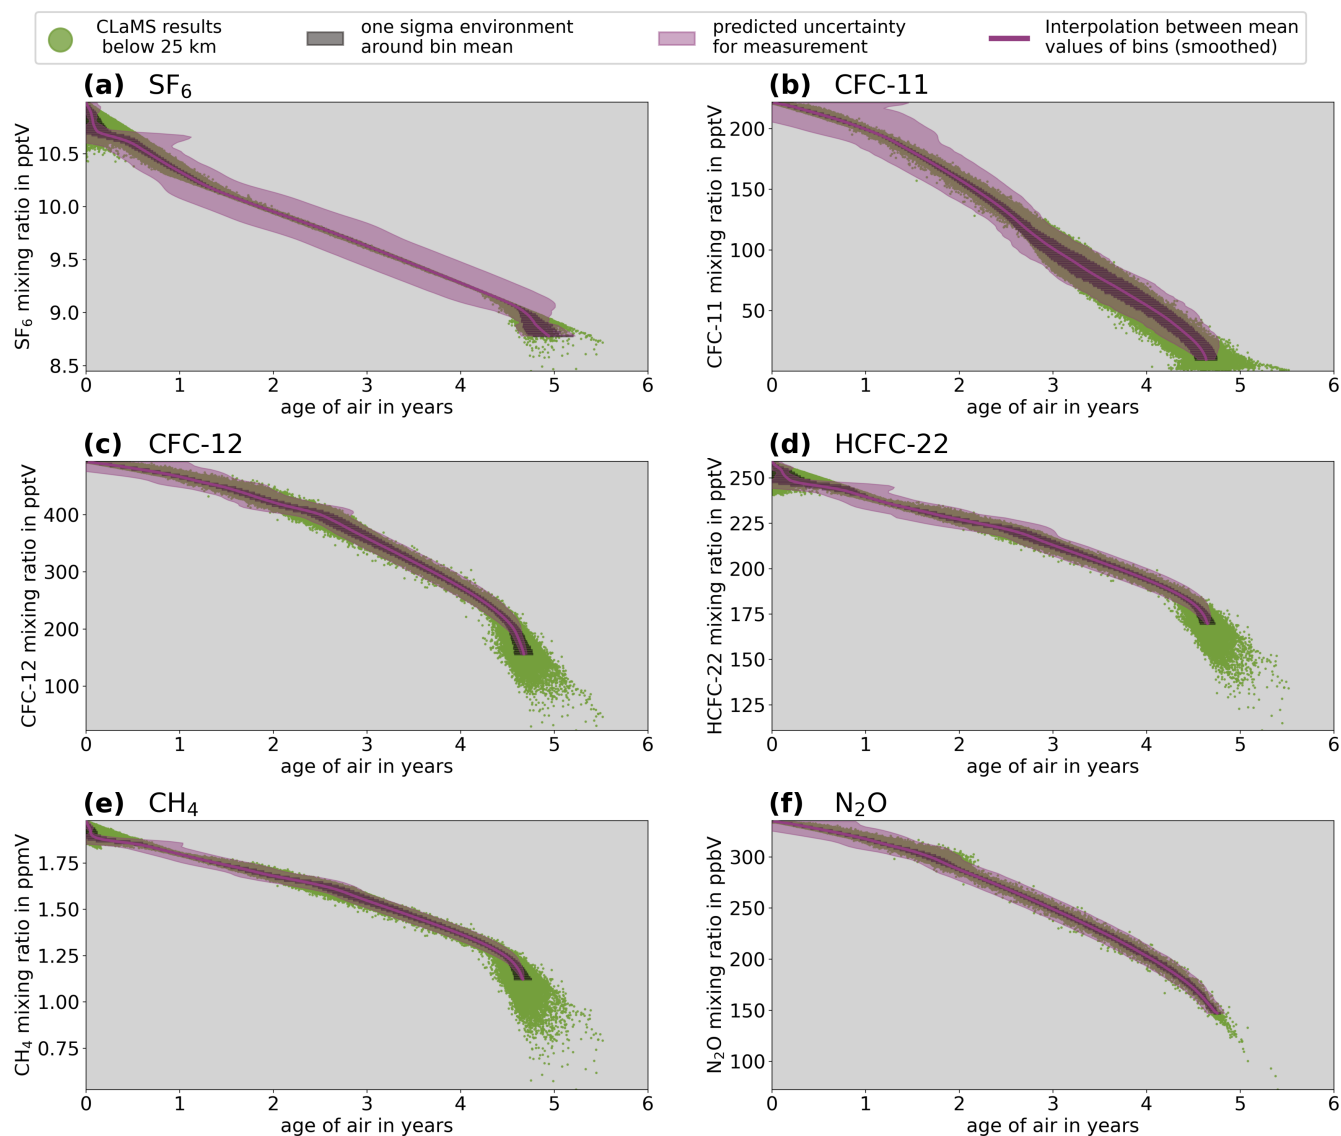 CLaMS results
below 25 km
one sigma environment
around bin mean
predicted uncertainty
for measurement
Interpolation between mean
values of bins (smoothed)
(a) SF₆
SF₆ mixing ratio in pptV
10.5
10.0
9.5
9.0
8.5
0 1 2 3 4 5 6
age of air in years
(b) CFC-11
CFC-11 mixing ratio in pptV
200
150
100
50
0 1 2 3 4 5 6
age of air in years
(c) CFC-12
CFC-12 mixing ratio in pptV
400
300
200
100
0 1 2 3 4 5 6
age of air in years
(d) HCFC-22
HCFC-22 mixing ratio in pptV
250
225
200
175
150
125
0 1 2 3 4 5 6
age of air in years
(e) CH₄
CH₄ mixing ratio in ppmV
1.75
1.50
1.25
1.00
0.75
0 1 2 3 4 5 6
age of air in years
(f) N₂O
N₂O mixing ratio in ppbV
300
250
200
150
100
0 1 2 3 4 5 6
age of air in years